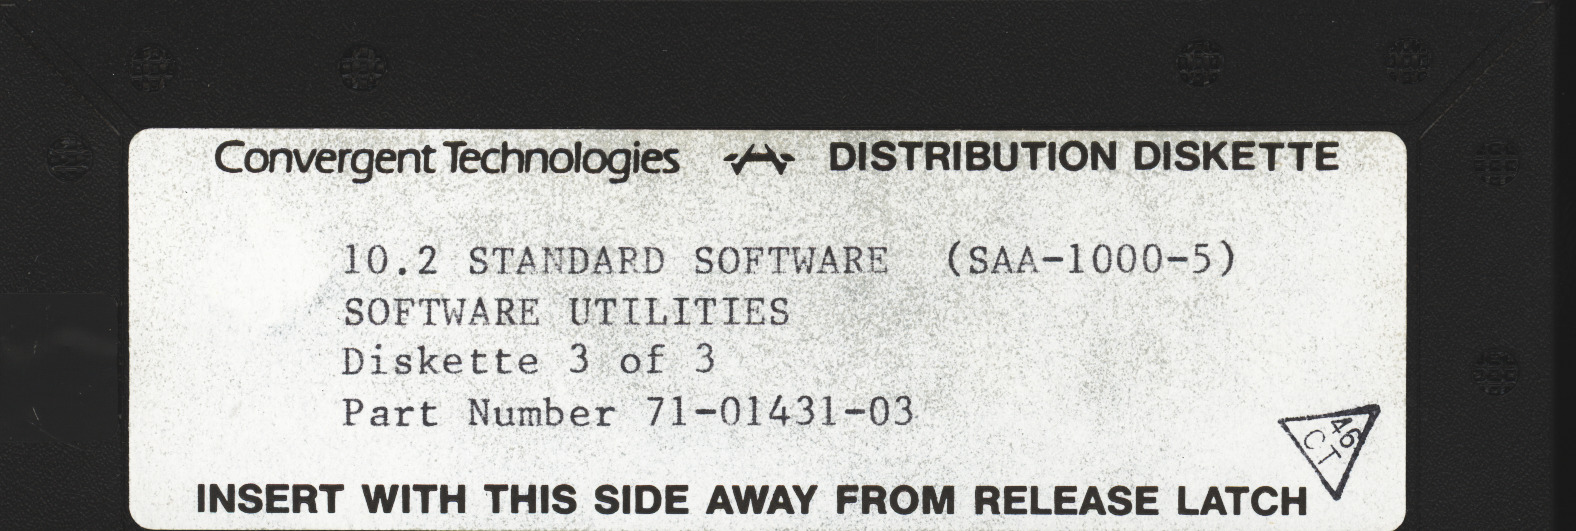 Convergent Technologies DISTRIBUTION DISKETTE
10.2 STANDARD SOFTWARE (SAA-1000-5)
SOFTWARE UTILITIES
Diskette 3 of 3
Part Number 71-01431-03
46
CT
INSERT WITH THIS SIDE AWAY FROM RELEASE LATCH